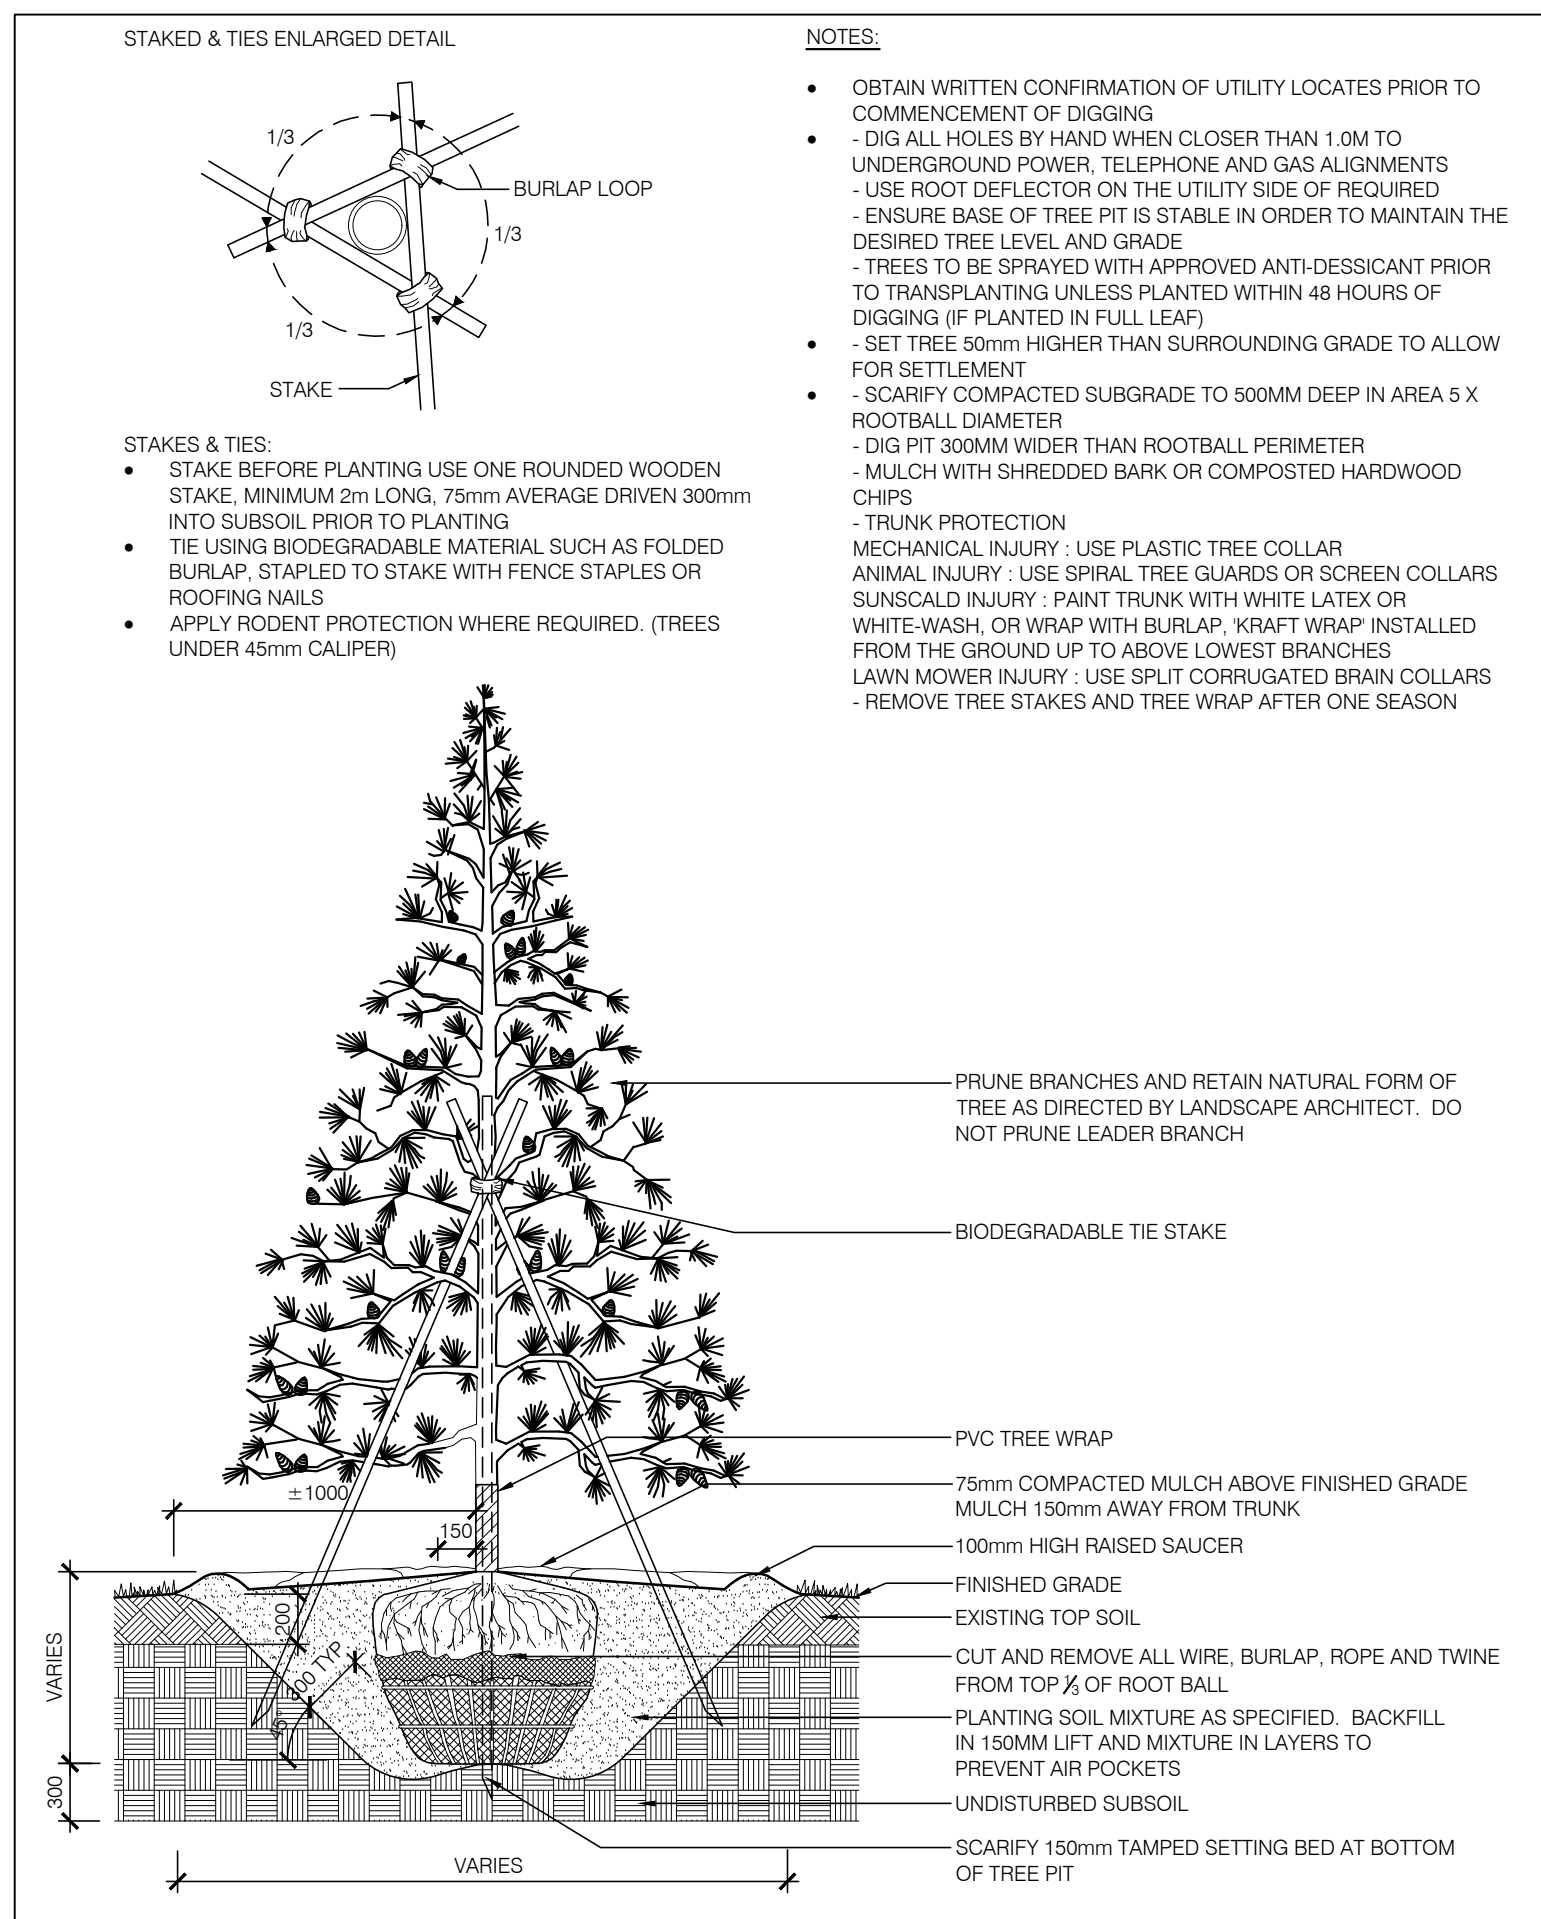 STAKED & TIES ENLARGED DETAIL
1/3
BURLAP LOOP
1/3
1/3
STAKE
STAKES & TIES:
● STAKE BEFORE PLANTING USE ONE ROUNDED WOODEN
STAKE, MINIMUM 2m LONG, 75mm AVERAGE DRIVEN 300mm
INTO SUBSOIL PRIOR TO PLANTING
● TIE USING BIODEGRADABLE MATERIAL SUCH AS FOLDED
BURLAP, STAPLED TO STAKE WITH FENCE STAPLES OR
ROOFING NAILS
● APPLY RODENT PROTECTION WHERE REQUIRED. (TREES
UNDER 45mm CALIPER)
NOTES:
● OBTAIN WRITTEN CONFIRMATION OF UTILITY LOCATES PRIOR TO
COMMENCEMENT OF DIGGING
● - DIG ALL HOLES BY HAND WHEN CLOSER THAN 1.0M TO
UNDERGROUND POWER, TELEPHONE AND GAS ALIGNMENTS
- USE ROOT DEFLECTOR ON THE UTILITY SIDE OF REQUIRED
- ENSURE BASE OF TREE PIT IS STABLE IN ORDER TO MAINTAIN THE
DESIRED TREE LEVEL AND GRADE
- TREES TO BE SPRAYED WITH APPROVED ANTI-DESSICANT PRIOR
TO TRANSPLANTING UNLESS PLANTED WITHIN 48 HOURS OF
DIGGING (IF PLANTED IN FULL LEAF)
● - SET TREE 50mm HIGHER THAN SURROUNDING GRADE TO ALLOW
FOR SETTLEMENT
● - SCARIFY COMPACTED SUBGRADE TO 500MM DEEP IN AREA 5 X
ROOTBALL DIAMETER
- DIG PIT 300MM WIDER THAN ROOTBALL PERIMETER
- MULCH WITH SHREDDED BARK OR COMPOSTED HARDWOOD
CHIPS
- TRUNK PROTECTION
MECHANICAL INJURY : USE PLASTIC TREE COLLAR
ANIMAL INJURY : USE SPIRAL TREE GUARDS OR SCREEN COLLARS
SUNSCALD INJURY : PAINT TRUNK WITH WHITE LATEX OR
WHITE-WASH, OR WRAP WITH BURLAP, 'KRAFT WRAP' INSTALLED
FROM THE GROUND UP TO ABOVE LOWEST BRANCHES
LAWN MOWER INJURY : USE SPLIT CORRUGATED BRAIN COLLARS
- REMOVE TREE STAKES AND TREE WRAP AFTER ONE SEASON
PRUNE BRANCHES AND RETAIN NATURAL FORM OF
TREE AS DIRECTED BY LANDSCAPE ARCHITECT. DO
NOT PRUNE LEADER BRANCH
BIODEGRADABLE TIE STAKE
PVC TREE WRAP
75mm COMPACTED MULCH ABOVE FINISHED GRADE
MULCH 150mm AWAY FROM TRUNK
100mm HIGH RAISED SAUCER
FINISHED GRADE
EXISTING TOP SOIL
CUT AND REMOVE ALL WIRE, BURLAP, ROPE AND TWINE
FROM TOP 1/3 OF ROOT BALL
PLANTING SOIL MIXTURE AS SPECIFIED. BACKFILL
IN 150MM LIFT AND MIXTURE IN LAYERS TO
PREVENT AIR POCKETS
UNDISTURBED SUBSOIL
SCARIFY 150mm TAMPED SETTING BED AT BOTTOM
OF TREE PIT
±1000
150
200
300 TYP
45°
VARIES
300
VARIES